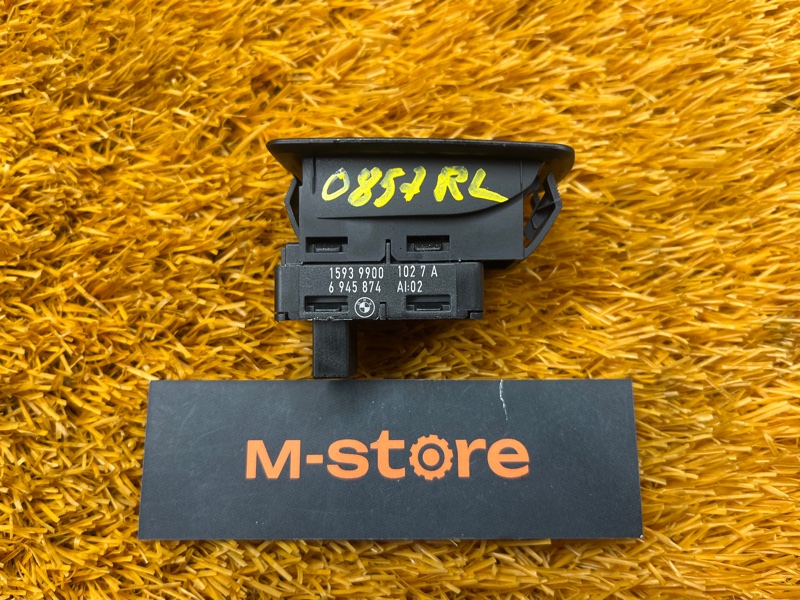 0857 RL
1593 9900 102 7 A
6 945 874 AI:02
M-store